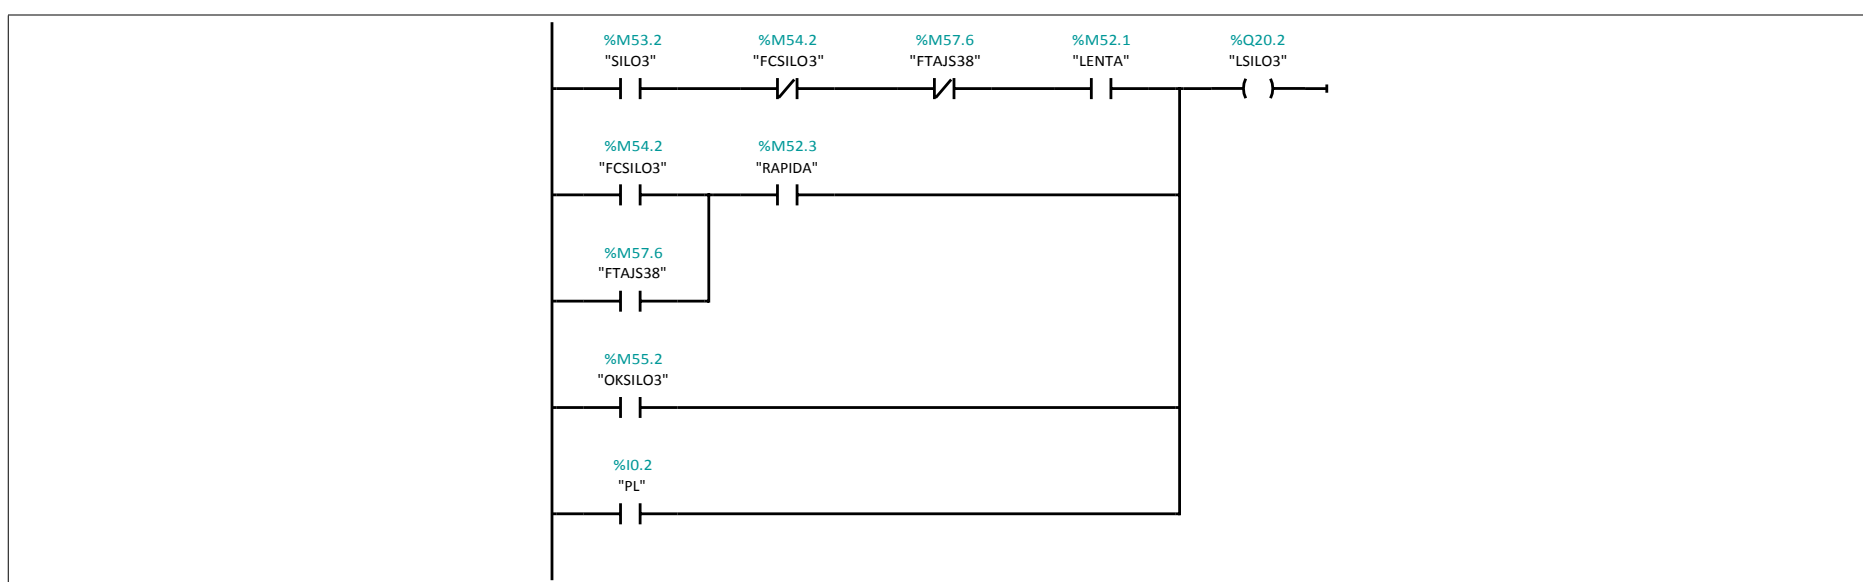 %M53.2 %M54.2 %M57.6 %M52.1 %Q20.2
"SILO3" "FCSILO3" "FTAJS38" "LENTA" "LSILO3"
%M54.2 %M52.3
"FCSILO3" "RAPIDA"
%M57.6
"FTAJS38"
%M55.2
"OKSILO3"
%I0.2
"PL"